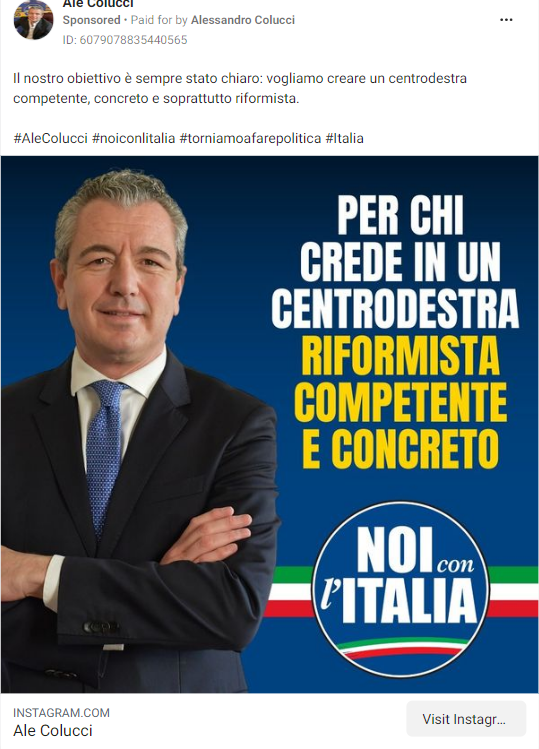 Ale Colucci
Sponsored • Paid for by Alessandro Colucci
ID: 6079078835440565
Il nostro obiettivo è sempre stato chiaro: vogliamo creare un centrodestra
competente, concreto e soprattutto riformista.
#AleColucci #noiconlitalia #torniamoafarepolitica #Italia
PER CHI
CREDE IN UN
CENTRODESTRA
RIFORMISTA
COMPETENTE
E CONCRETO
NOI con
l'ITALIA
INSTAGRAM.COM
Ale Colucci
Visit Instagr...